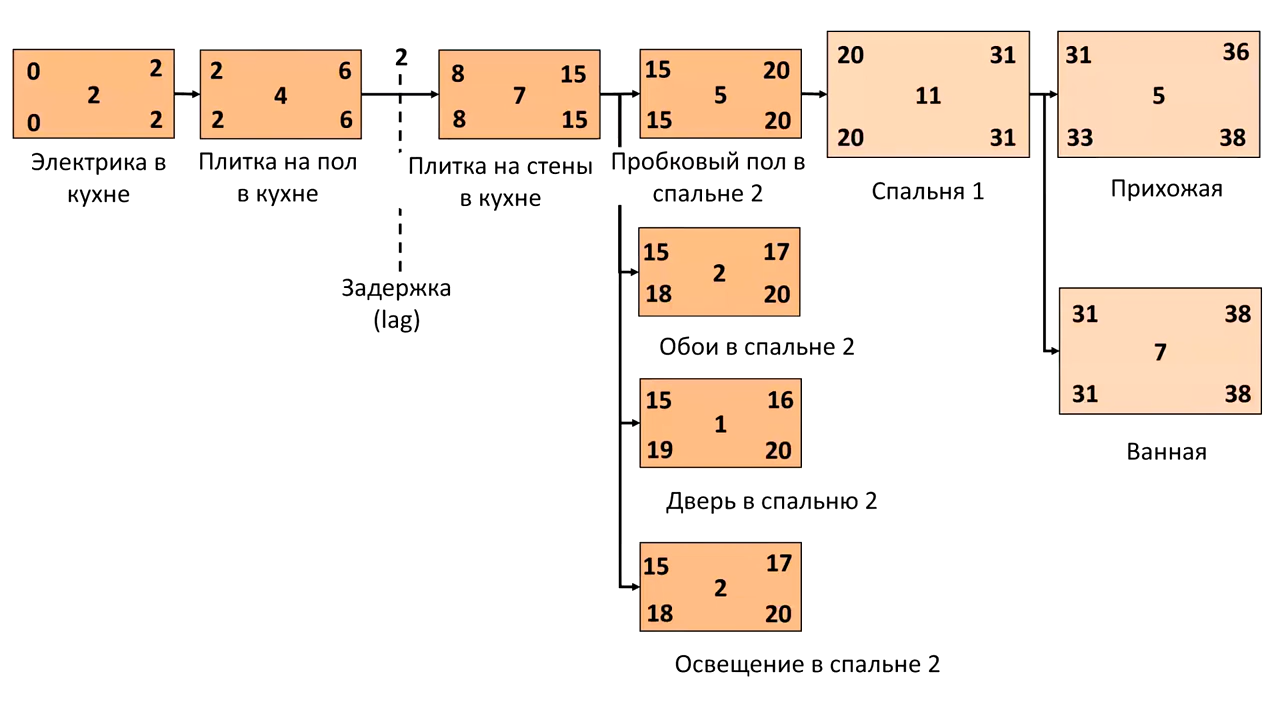 0 2
2
0 2
Электрика в
кухне
2 6
4
2 6
Плитка на пол
в кухне
2
Задержка
(lag)
8 15
7
8 15
Плитка на стены
в кухне
15 20
5
15 20
Пробковый пол в
спальне 2
20 31
11
20 31
Спальня 1
31 36
5
33 38
Прихожая
15 17
2
18 20
Обои в спальне 2
31 38
7
31 38
Ванная
15 16
1
19 20
Дверь в спальню 2
15 17
2
18 20
Освещение в спальне 2